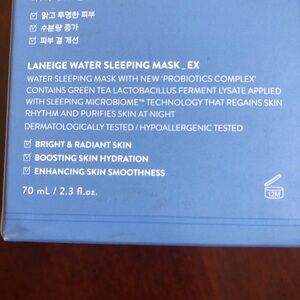 ☑ 맑고 투명한 피부
☑ 수분량 증가
☑ 피부 결 개선
LANEIGE WATER SLEEPING MASK_EX
WATER SLEEPING MASK WITH NEW 'PROBIOTICS COMPLEX'
CONTAINS GREEN TEA LACTOBACILLUS FERMENT LYSATE APPLIED
WITH SLEEPING MICROBIOME™ TECHNOLOGY THAT REGAINS SKIN
RHYTHM AND PURIFIES SKIN AT NIGHT
DERMATOLOGICALLY TESTED / HYPOALLERGENIC TESTED
☑ BRIGHT & RADIANT SKIN
☑ BOOSTING SKIN HYDRATION
☑ ENHANCING SKIN SMOOTHNESS
70 mL / 2.3 fl.oz.
12M